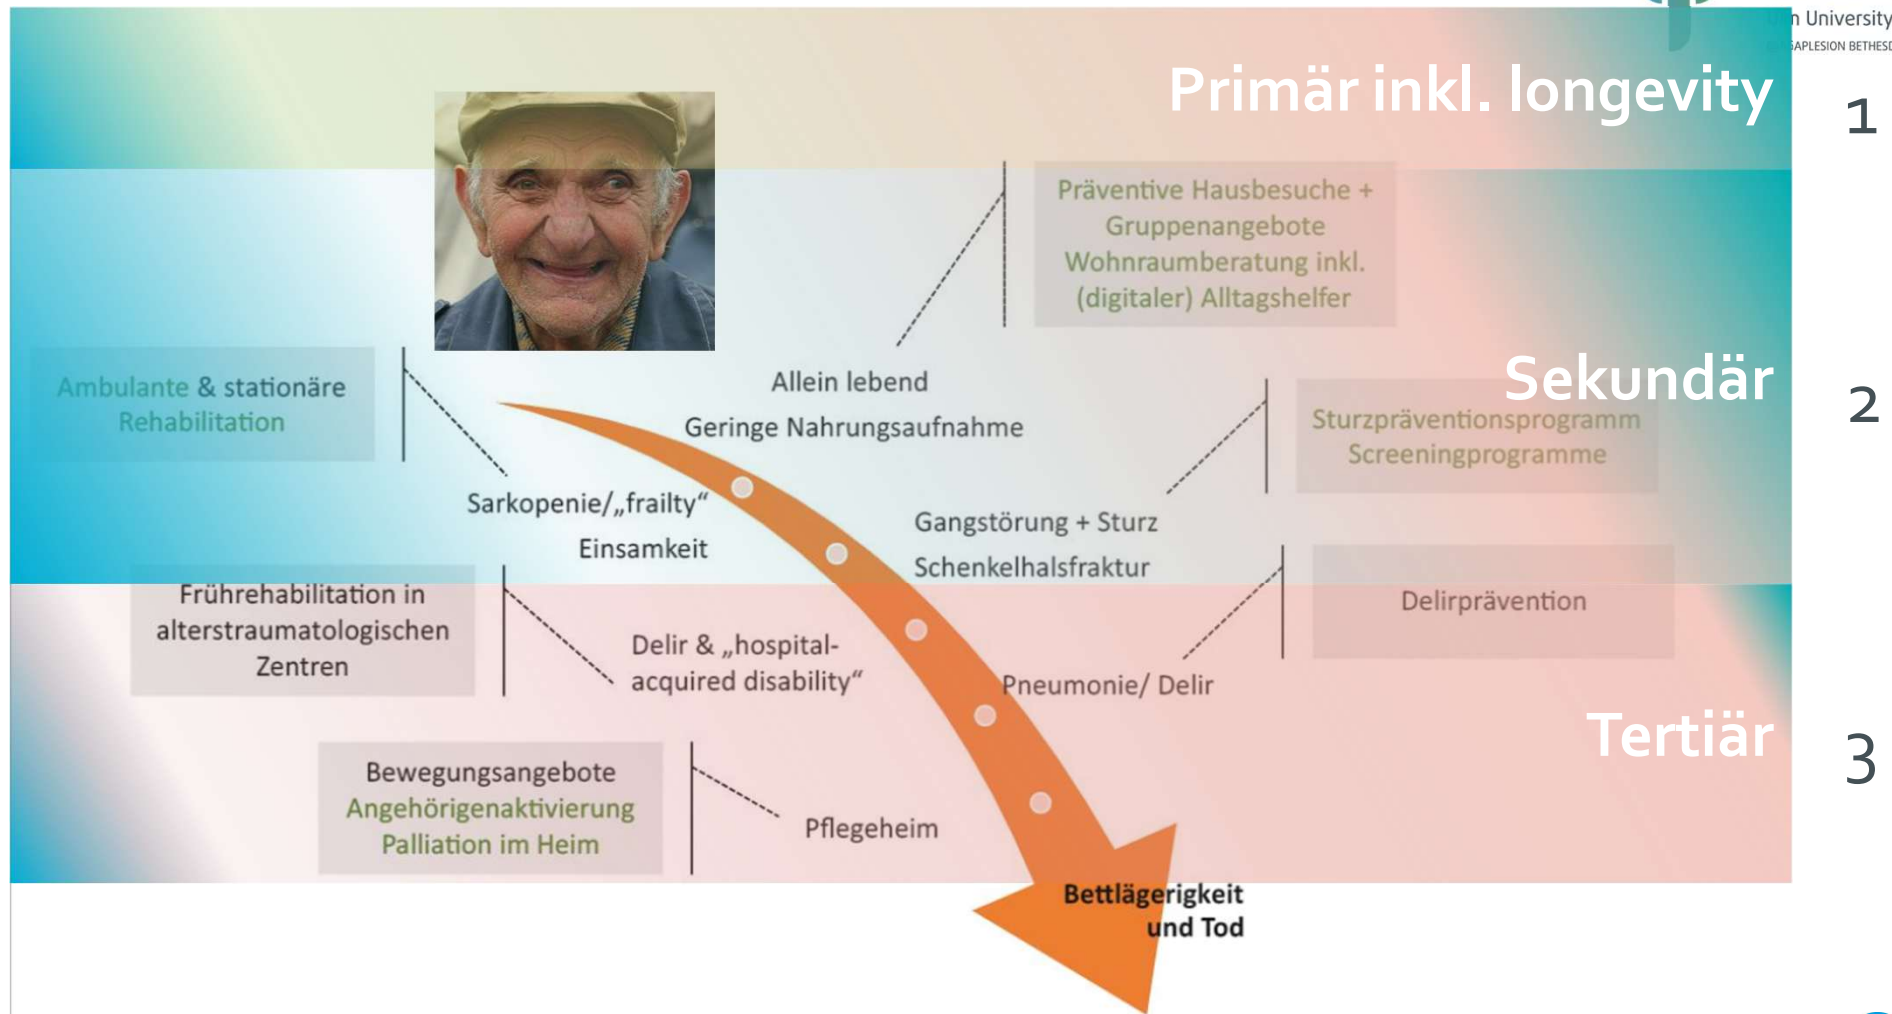 University
Primär inkl. longevity
1
Präventive Hausbesuche +
Gruppenangebote
Wohnraumberatung inkl.
(digitaler) Alltagshelfer
Sekundär
2
Ambulante & stationäre
Rehabilitation
Allein lebend
Geringe Nahrungsaufnahme
Sturzpräventionsprogramm
Screeningprogramme
Sarkopenie/„frailty“
Einsamkeit
Gangstörung + Sturz
Schenkelhalsfraktur
Frührehabilitation in
alterstraumatologischen
Zentren
Delirprävention
Delir & „hospital-
acquired disability“
Pneumonie/ Delir
Tertiär
3
Bewegungsangebote
Angehörigenaktivierung
Palliation im Heim
Pflegeheim
Bettlägerigkeit
und Tod